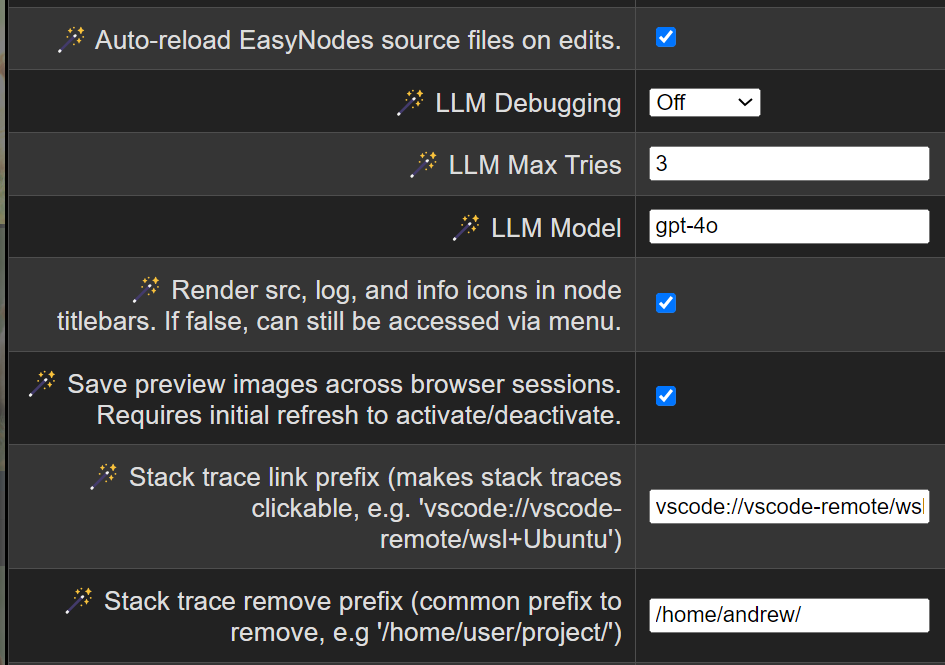 Auto-reload EasyNodes source files on edits.
LLM Debugging
Off
LLM Max Tries
3
LLM Model
gpt-4o
Render src, log, and info icons in node
titlebars. If false, can still be accessed via menu.
Save preview images across browser sessions.
Requires initial refresh to activate/deactivate.
Stack trace link prefix (makes stack traces
clickable, e.g. 'vscode://vscode-
remote/wsl+Ubuntu')
vscode://vscode-remote/wsl
Stack trace remove prefix (common prefix to
remove, e.g '/home/user/project/')
/home/andrew/